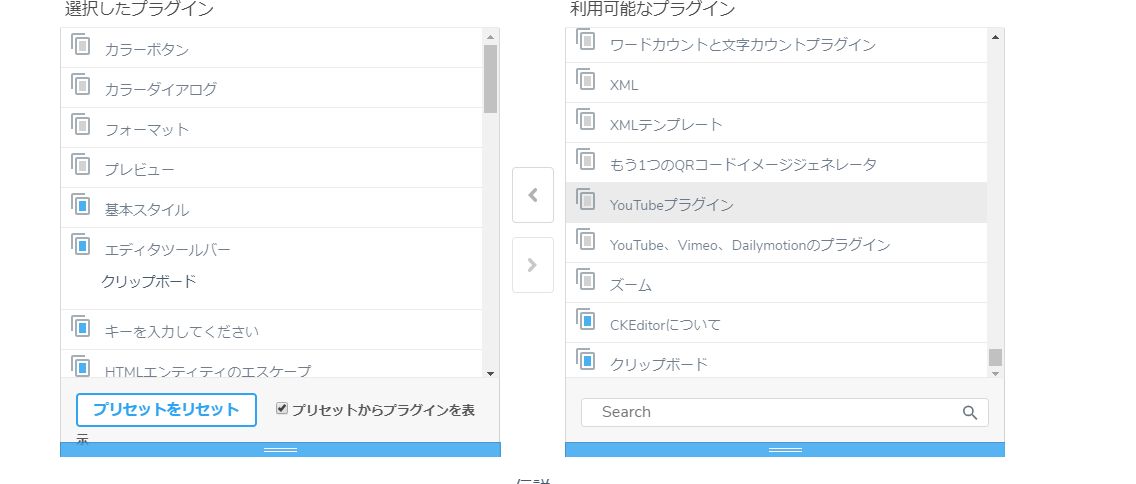 選択したプラグイン
カラーボタン
カラーダイアログ
フォーマット
プレビュー
基本スタイル
エディタツールバー
クリップボード
キーを入力してください
HTMLエンティティのエスケープ
プリセットをリセット
プリセットからプラグインを表
示
利用可能なプラグイン
ワードカウントと文字カウントプラグイン
XML
XMLテンプレート
もう1つのQRコードイメージジェネレータ
YouTubeプラグイン
YouTube、Vimeo、Dailymotionのプラグイン
ズーム
CKEditorについて
クリップボード
Search